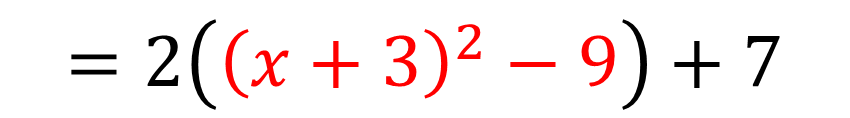 = 2((x + 3)² − 9) + 7